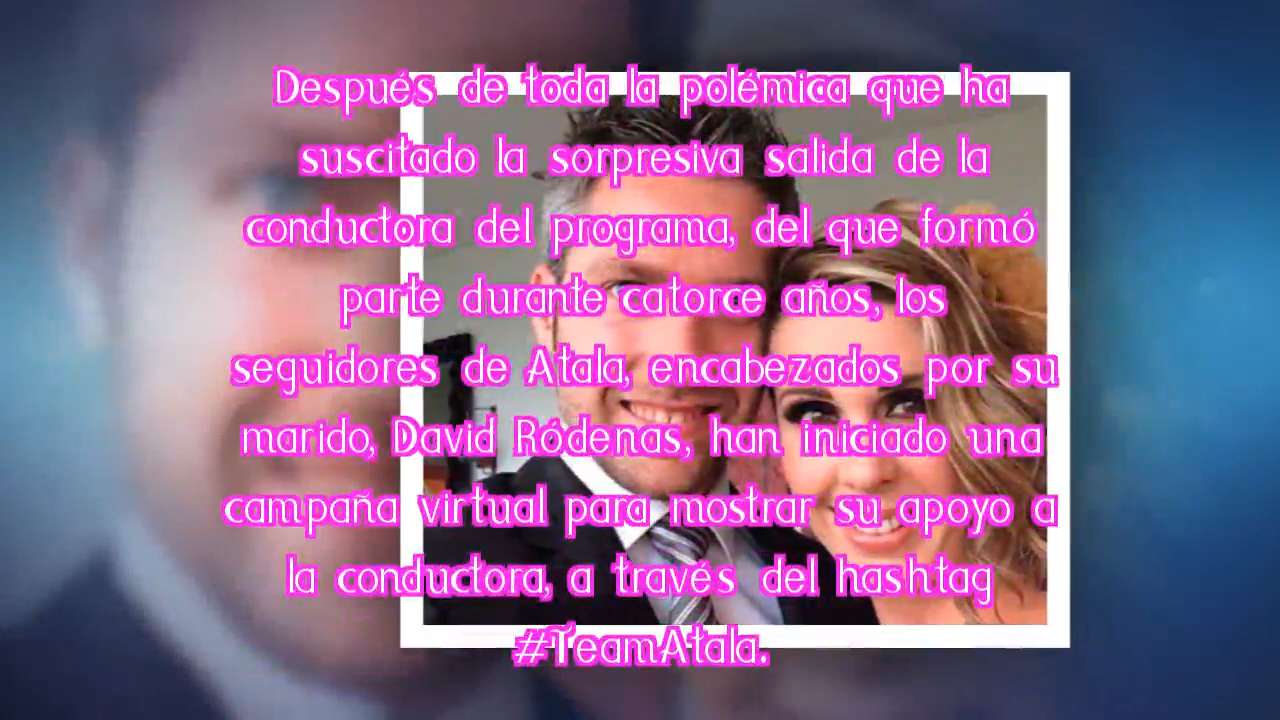 Después de toda la polémica que ha
suscitado la sorpresiva salida de la
conductora del programa, del que formó
parte durante catorce años, los
seguidores de Atala, encabezados por su
marido, David Ródenas, han iniciado una
campaña virtual para mostrar su apoyo a
la conductora, a través del hashtag
#TeamAtala.